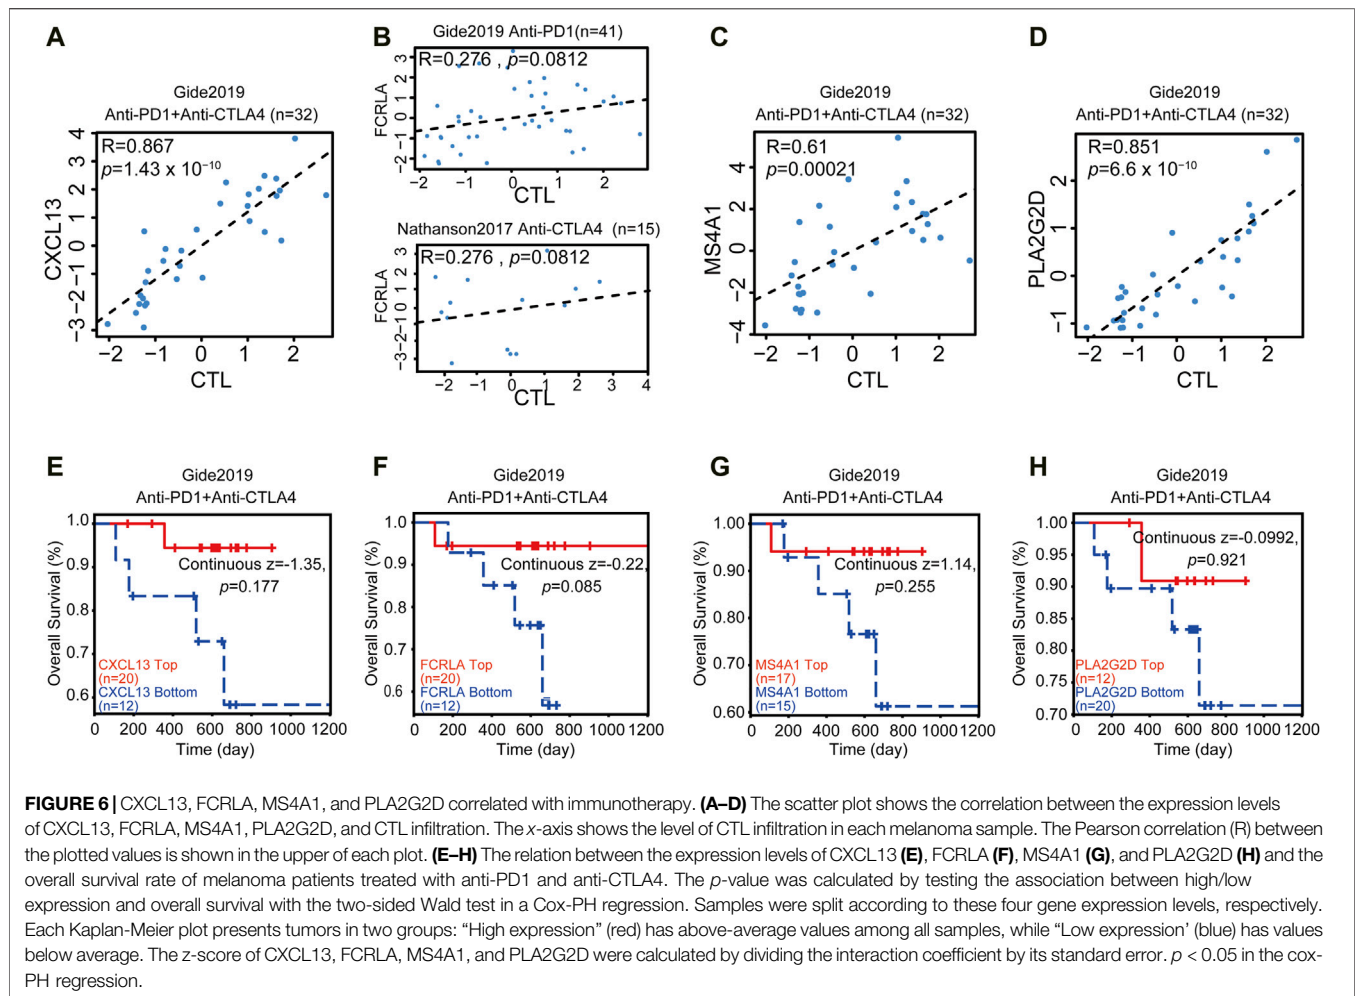 A
Gide2019
Anti-PD1+Anti-CTLA4 (n=32)
R=0.867
p=1.43 x 10⁻¹⁰
CXCL13
4
3
2
1
0
−1
−2
−3
−2
−1
0
1
2
CTL
B
Gide2019 Anti-PD1(n=41)
R=0.276 , p=0.0812
FCRLA
3
2
1
0
−1
−2
−2
−1
0
1
2
CTL
Nathanson2017 Anti-CTLA4 (n=15)
R=0.276 , p=0.0812
FCRLA
3
2
1
0
−1
−2
−3
−2
−1
0
1
2
3
4
CTL
C
Gide2019
Anti-PD1+Anti-CTLA4 (n=32)
R=0.61
p=0.00021
MS4A1
4
2
0
−2
−4
−2
−1
0
1
2
CTL
D
Gide2019
Anti-PD1+Anti-CTLA4 (n=32)
R=0.851
p=6.6 x 10⁻¹⁰
PLA2G2D
2
1
0
−1
−2
−1
0
1
2
CTL
E
Gide2019
Anti-PD1+Anti-CTLA4
Overall Survival (%)
1.0
0.9
0.8
0.7
0.6
Continuous z=-1.35,
p=0.177
CXCL13 Top
(n=20)
CXCL13 Bottom
(n=12)
0 200 400 600 800 1000 1200
Time (day)
F
Gide2019
Anti-PD1+Anti-CTLA4
Overall Survival (%)
1.0
0.9
0.8
0.7
0.6
Continuous z=-0.22,
p=0.085
FCRLA Top
(n=20)
FCRLA Bottom
(n=12)
0 200 400 600 800 1000 1200
Time (day)
G
Gide2019
Anti-PD1+Anti-CTLA4
Overall Survival (%)
1.00
0.90
0.80
0.70
0.60
Continuous z=1.14,
p=0.255
MS4A1 Top
(n=17)
MS4A1 Bottom
(n=15)
0 200 400 600 800 1000 1200
Time (day)
H
Gide2019
Anti-PD1+Anti-CTLA4
Overall Survival (%)
1.00
0.95
0.90
0.85
0.80
0.75
0.70
Continuous z=-0.0992,
p=0.921
PLA2G2D Top
(n=12)
PLA2G2D Bottom
(n=20)
0 200 400 600 800 1000 1200
Time (day)
FIGURE 6 | CXCL13, FCRLA, MS4A1, and PLA2G2D correlated with immunotherapy. (A–D) The scatter plot shows the correlation between the expression levels
of CXCL13, FCRLA, MS4A1, PLA2G2D, and CTL infiltration. The x-axis shows the level of CTL infiltration in each melanoma sample. The Pearson correlation (R) between
the plotted values is shown in the upper of each plot. (E–H) The relation between the expression levels of CXCL13 (E), FCRLA (F), MS4A1 (G), and PLA2G2D (H) and the
overall survival rate of melanoma patients treated with anti-PD1 and anti-CTLA4. The p-value was calculated by testing the association between high/low
expression and overall survival with the two-sided Wald test in a Cox-PH regression. Samples were split according to these four gene expression levels, respectively.
Each Kaplan-Meier plot presents tumors in two groups: “High expression” (red) has above-average values among all samples, while “Low expression’ (blue) has values
below average. The z-score of CXCL13, FCRLA, MS4A1, and PLA2G2D were calculated by dividing the interaction coefficient by its standard error. p < 0.05 in the cox-
PH regression.